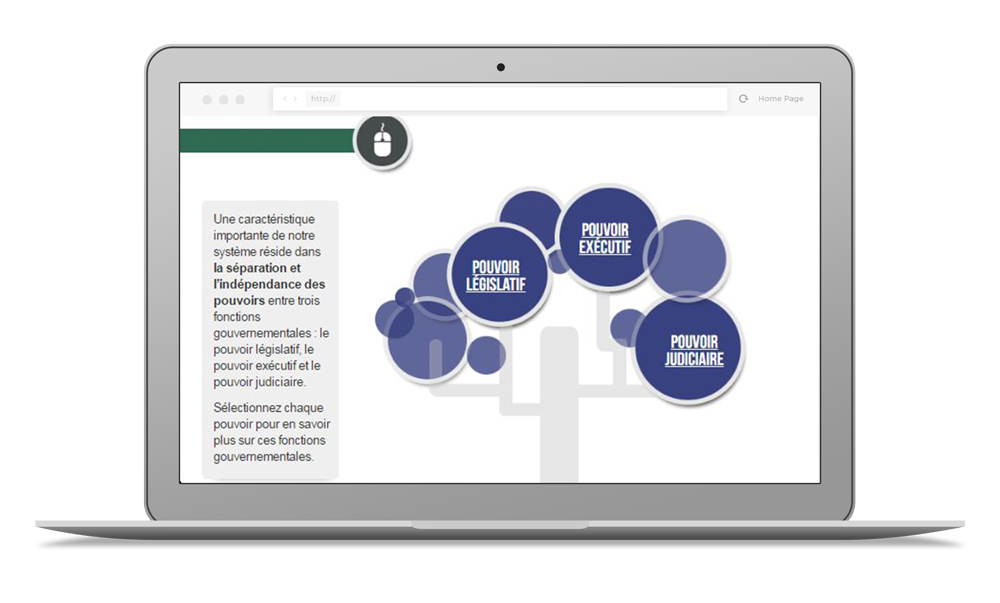 http://
Home Page
Une caractéristique
importante de notre
système réside dans
la séparation et
l'indépendance des
pouvoirs entre trois
fonctions
gouvernementales : le
pouvoir législatif, le
pouvoir exécutif et le
pouvoir judiciaire.
Sélectionnez chaque
pouvoir pour en savoir
plus sur ces fonctions
gouvernementales.
POUVOIR
LÉGISLATIF
POUVOIR
EXÉCUTIF
POUVOIR
JUDICIAIRE